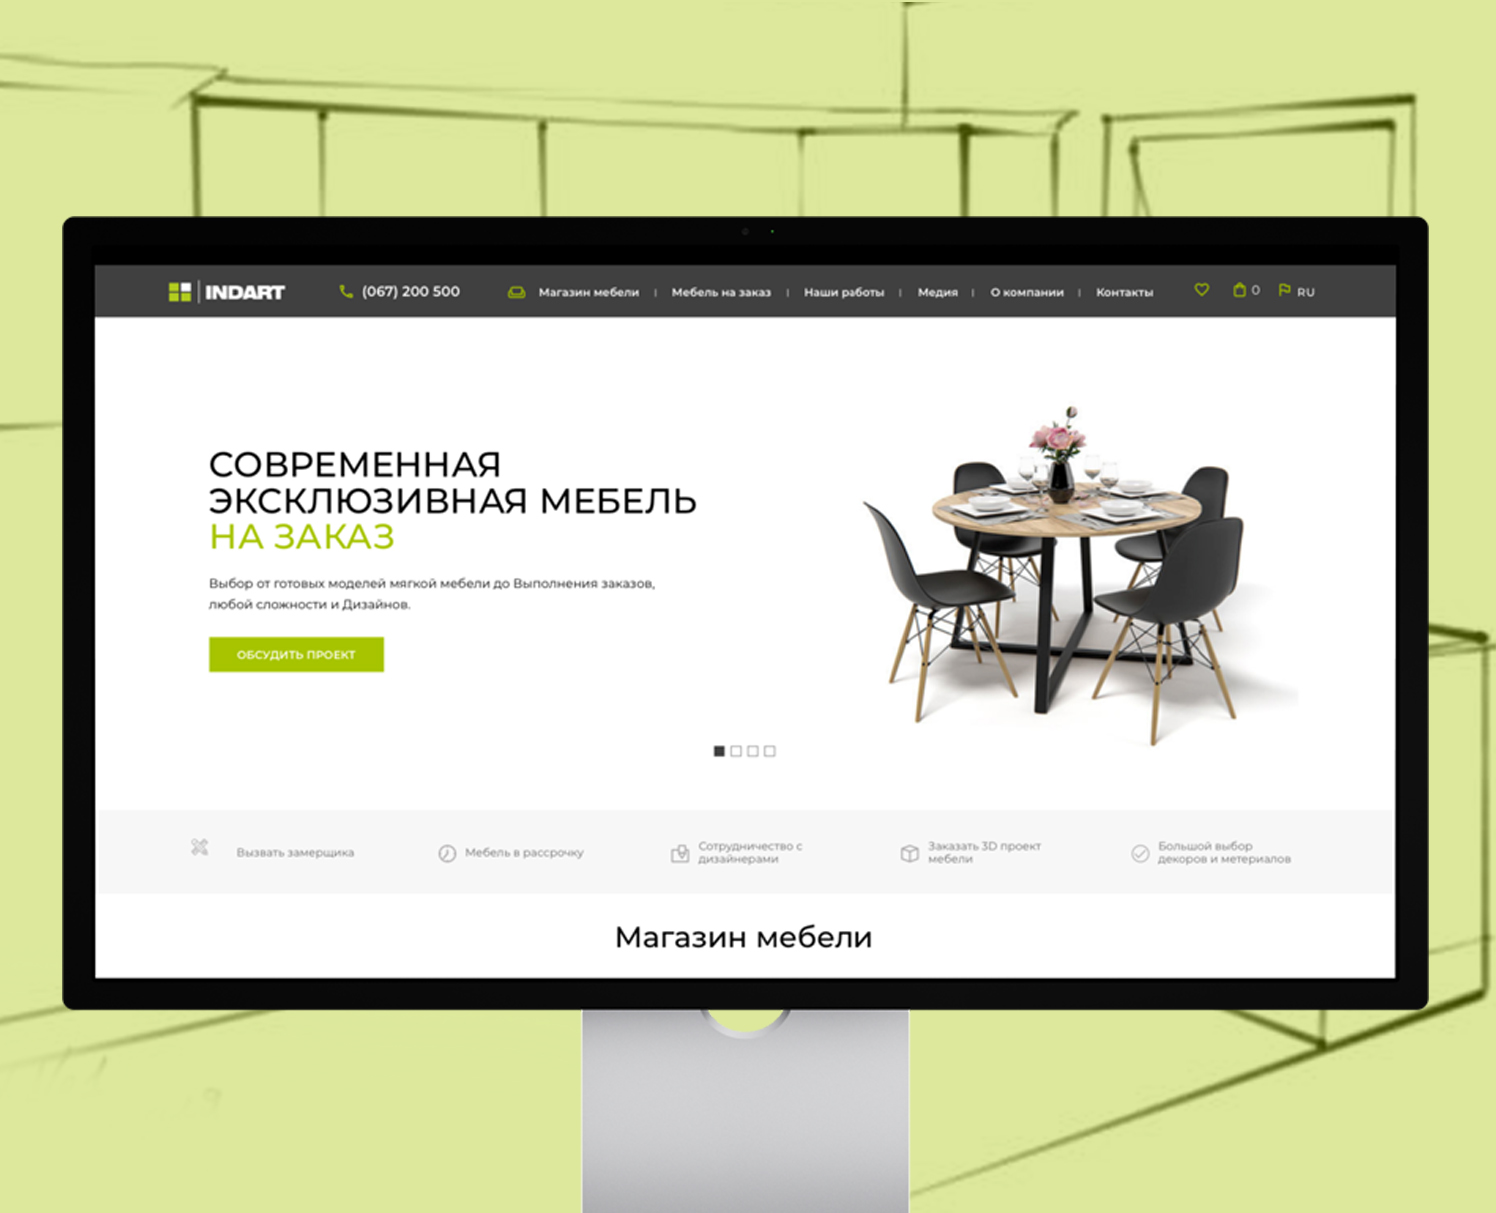 INDART
(067) 200 500
Магазин мебели | Мебель на заказ | Наши работы | Медия | О компании | Контакты
0
RU
СОВРЕМЕННАЯ
ЭКСКЛЮЗИВНАЯ МЕБЕЛЬ
НА ЗАКАЗ
Выбор от готовых моделей мягкой мебели до Выполнения заказов,
любой сложности и Дизайнов.
ОБСУДИТЬ ПРОЕКТ
Вызвать замерщика
Мебель в рассрочку
Сотрудничество с
дизайнерами
Заказать 3D проект
мебели
Большой выбор
декоров и метериалов
Магазин мебели